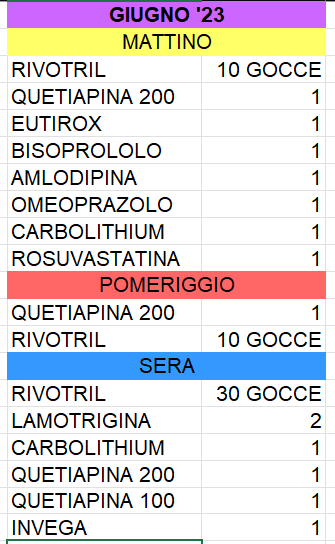 GIUGNO '23
MATTINO
RIVOTRIL 10 GOCCE
QUETIAPINA 200 1
EUTIROX 1
BISOPROLOLO 1
AMLODIPINA 1
OMEOPRAZOLO 1
CARBOLITHIUM 1
ROSUVASTATINA 1
POMERIGGIO
QUETIAPINA 200 1
RIVOTRIL 10 GOCCE
SERA
RIVOTRIL 30 GOCCE
LAMOTRIGINA 2
CARBOLITHIUM 1
QUETIAPINA 200 1
QUETIAPINA 100 1
INVEGA 1